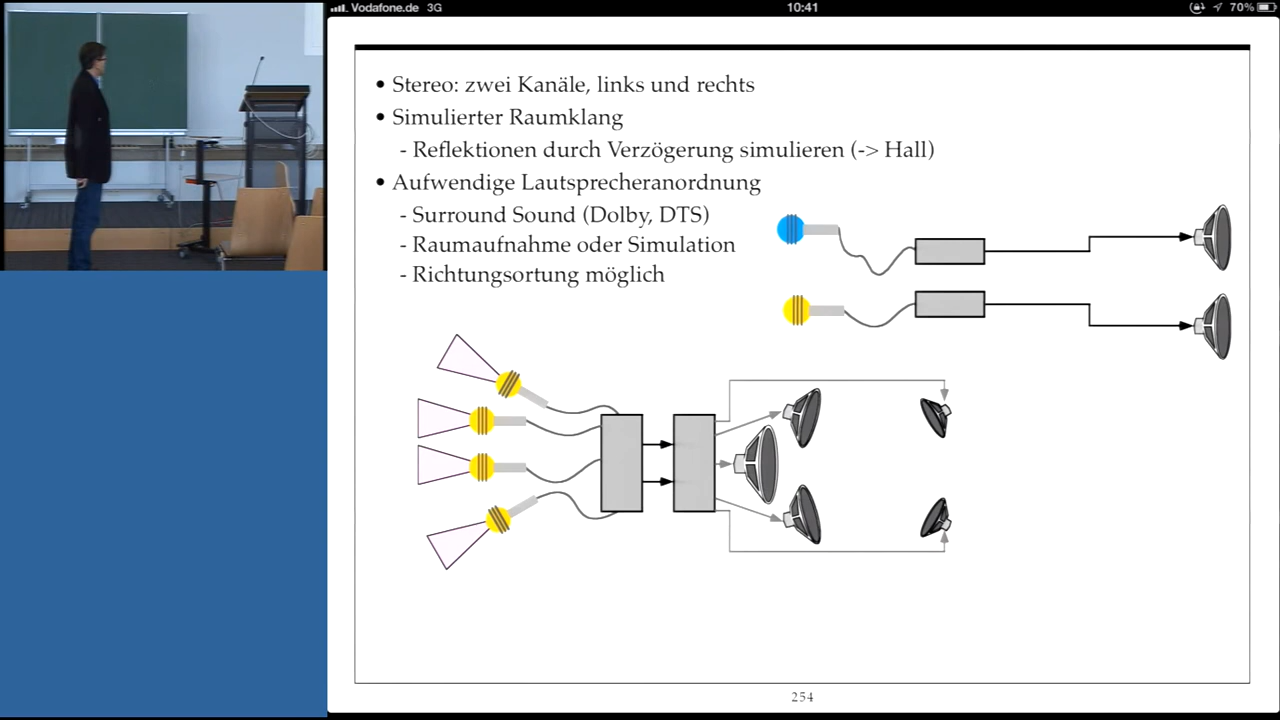 Vodafone.de 3G 10:41 70%
• Stereo: zwei Kanäle, links und rechts
• Simulierter Raumklang
- Reflektionen durch Verzögerung simulieren (-> Hall)
• Aufwendige Lautsprecheranordnung
- Surround Sound (Dolby, DTS)
- Raumaufnahme oder Simulation
- Richtungsortung möglich
254